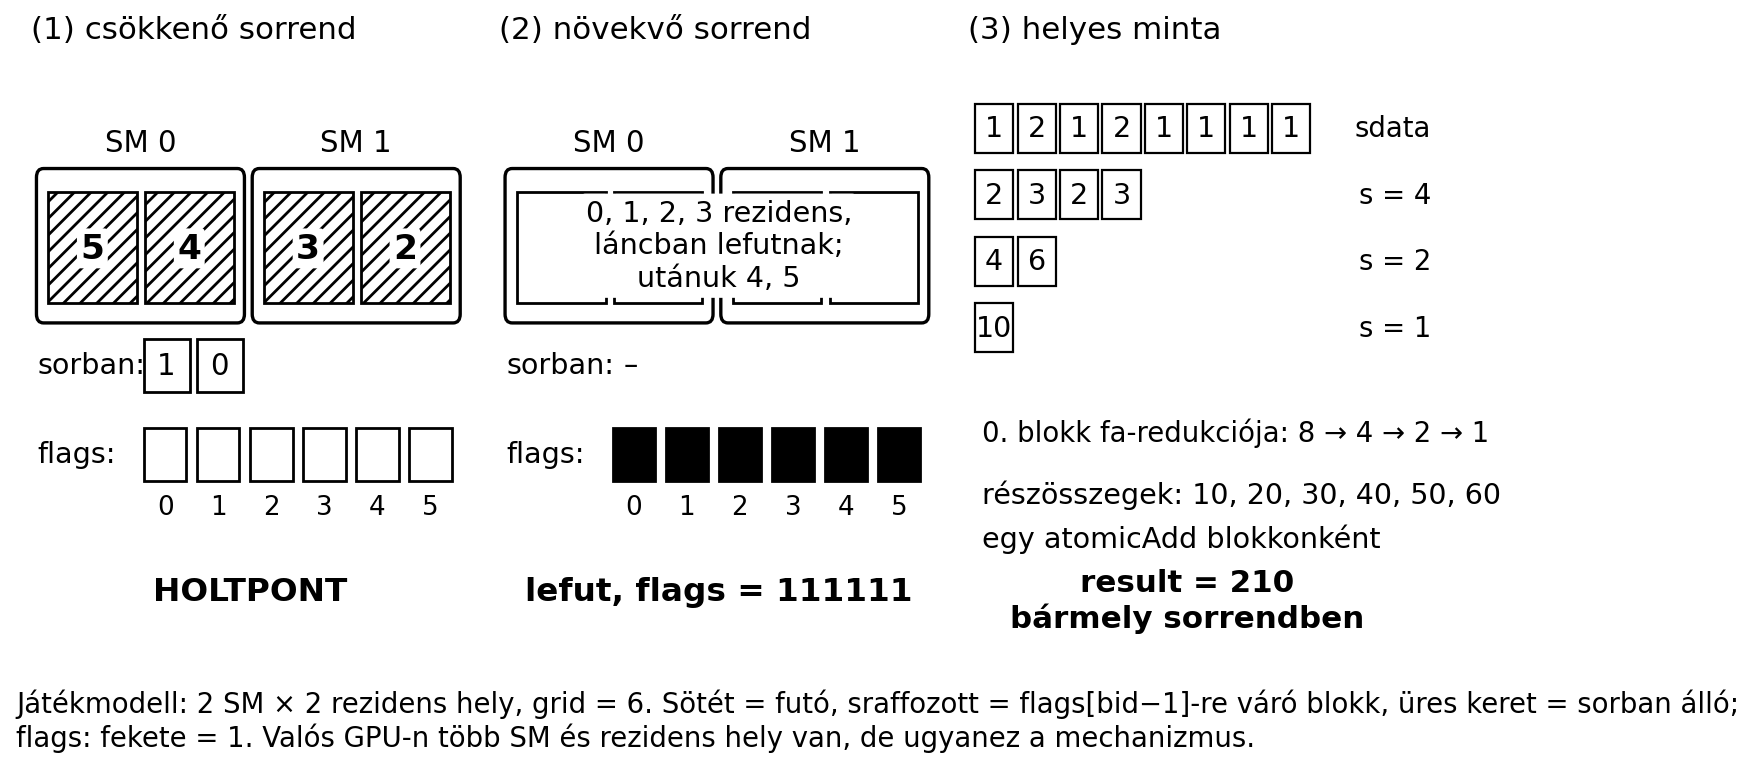 (1) csökkenő sorrend
SM 0 SM 1
5 4 3 2
sorban: 1 0
flags:
0 1 2 3 4 5
HOLTPONT
(2) növekvő sorrend
SM 0 SM 1
0, 1, 2, 3 rezidens,
láncban lefutnak;
utánuk 4, 5
sorban: –
flags:
0 1 2 3 4 5
lefut, flags = 111111
(3) helyes minta
1 2 1 2 1 1 1 1 sdata
2 3 2 3 s = 4
4 6 s = 2
10 s = 1
0. blokk fa-redukciója: 8 → 4 → 2 → 1
részösszegek: 10, 20, 30, 40, 50, 60
egy atomicAdd blokkonként
result = 210
bármely sorrendben
Játékmodell: 2 SM × 2 rezidens hely, grid = 6. Sötét = futó, sraffozott = flags[bid−1]-re váró blokk, üres keret = sorban álló;
flags: fekete = 1. Valós GPU-n több SM és rezidens hely van, de ugyanez a mechanizmus.